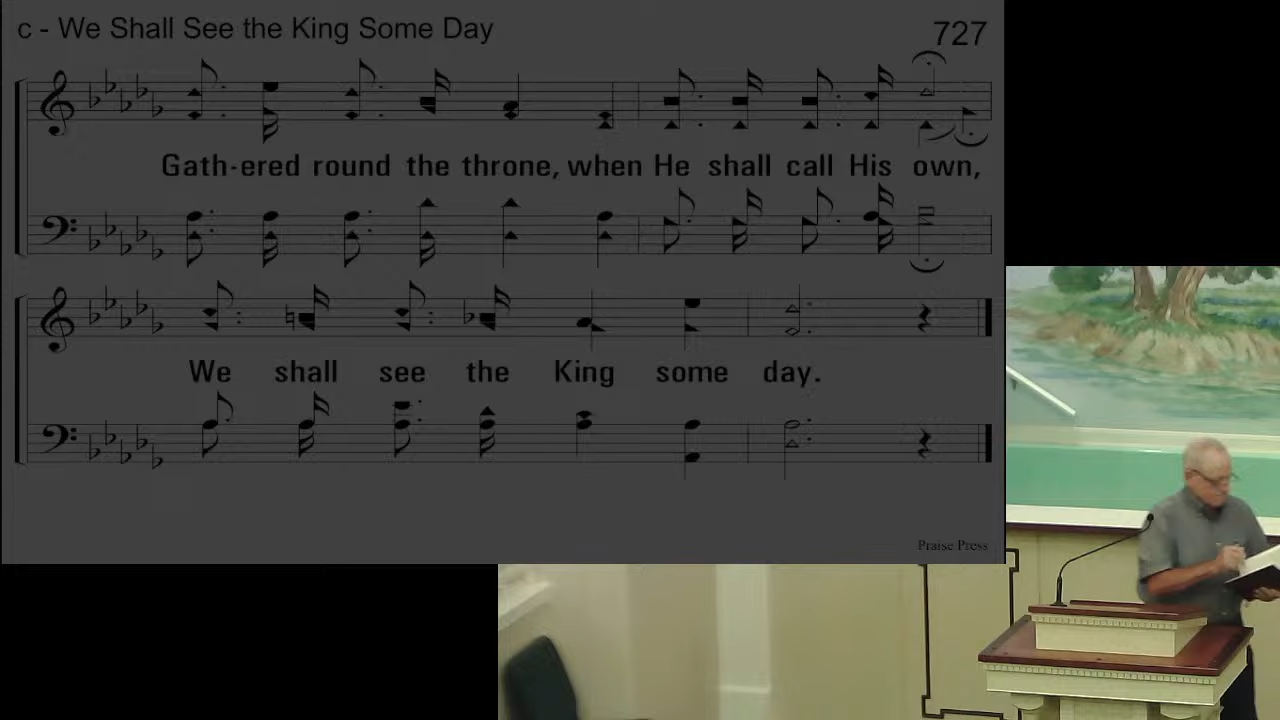 c - We Shall See the King Some Day
727
Gath-ered round the throne, when He shall call His own,
We shall see the King some day.
Praise Press